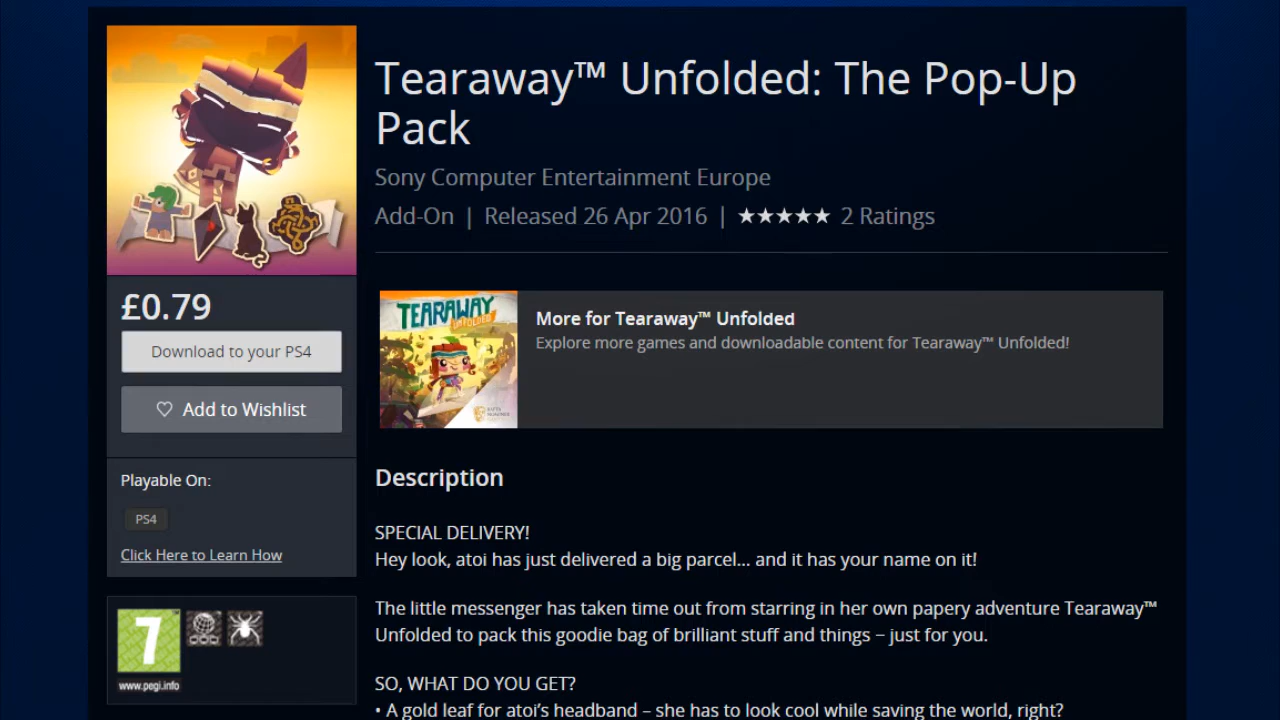 Tearaway™ Unfolded: The Pop-Up
Pack
Sony Computer Entertainment Europe
Add-On | Released 26 Apr 2016 | ★★★★★ 2 Ratings
£0.79
Download to your PS4
♡ Add to Wishlist
Playable On:
PS4
Click Here to Learn How
7
www.pegi.info
TEARAWAY
UNFOLDED
More for Tearaway™ Unfolded
Explore more games and downloadable content for Tearaway™ Unfolded!
Description
SPECIAL DELIVERY!
Hey look, atoi has just delivered a big parcel... and it has your name on it!
The little messenger has taken time out from starring in her own papery adventure Tearaway™
Unfolded to pack this goodie bag of brilliant stuff and things – just for you.
SO, WHAT DO YOU GET?
• A gold leaf for atoi’s headband – she has to look cool while saving the world, right?